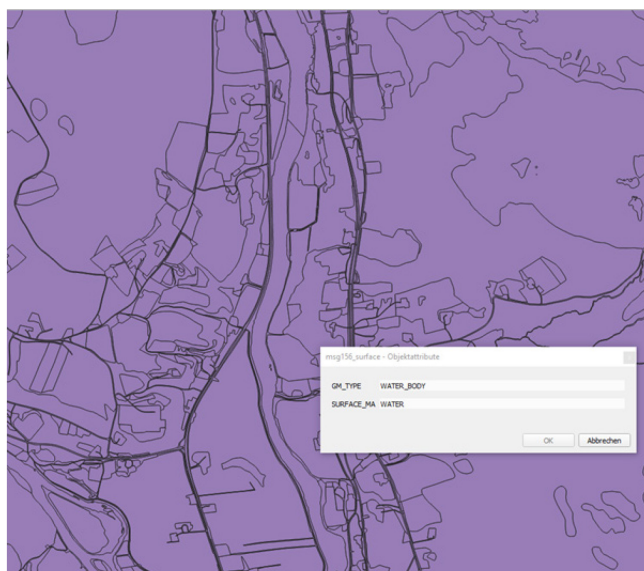 msg156_surface - Objektattribute
GM_TYPE WATER_BODY
SURFACE_MA WATER
OK Abbrechen